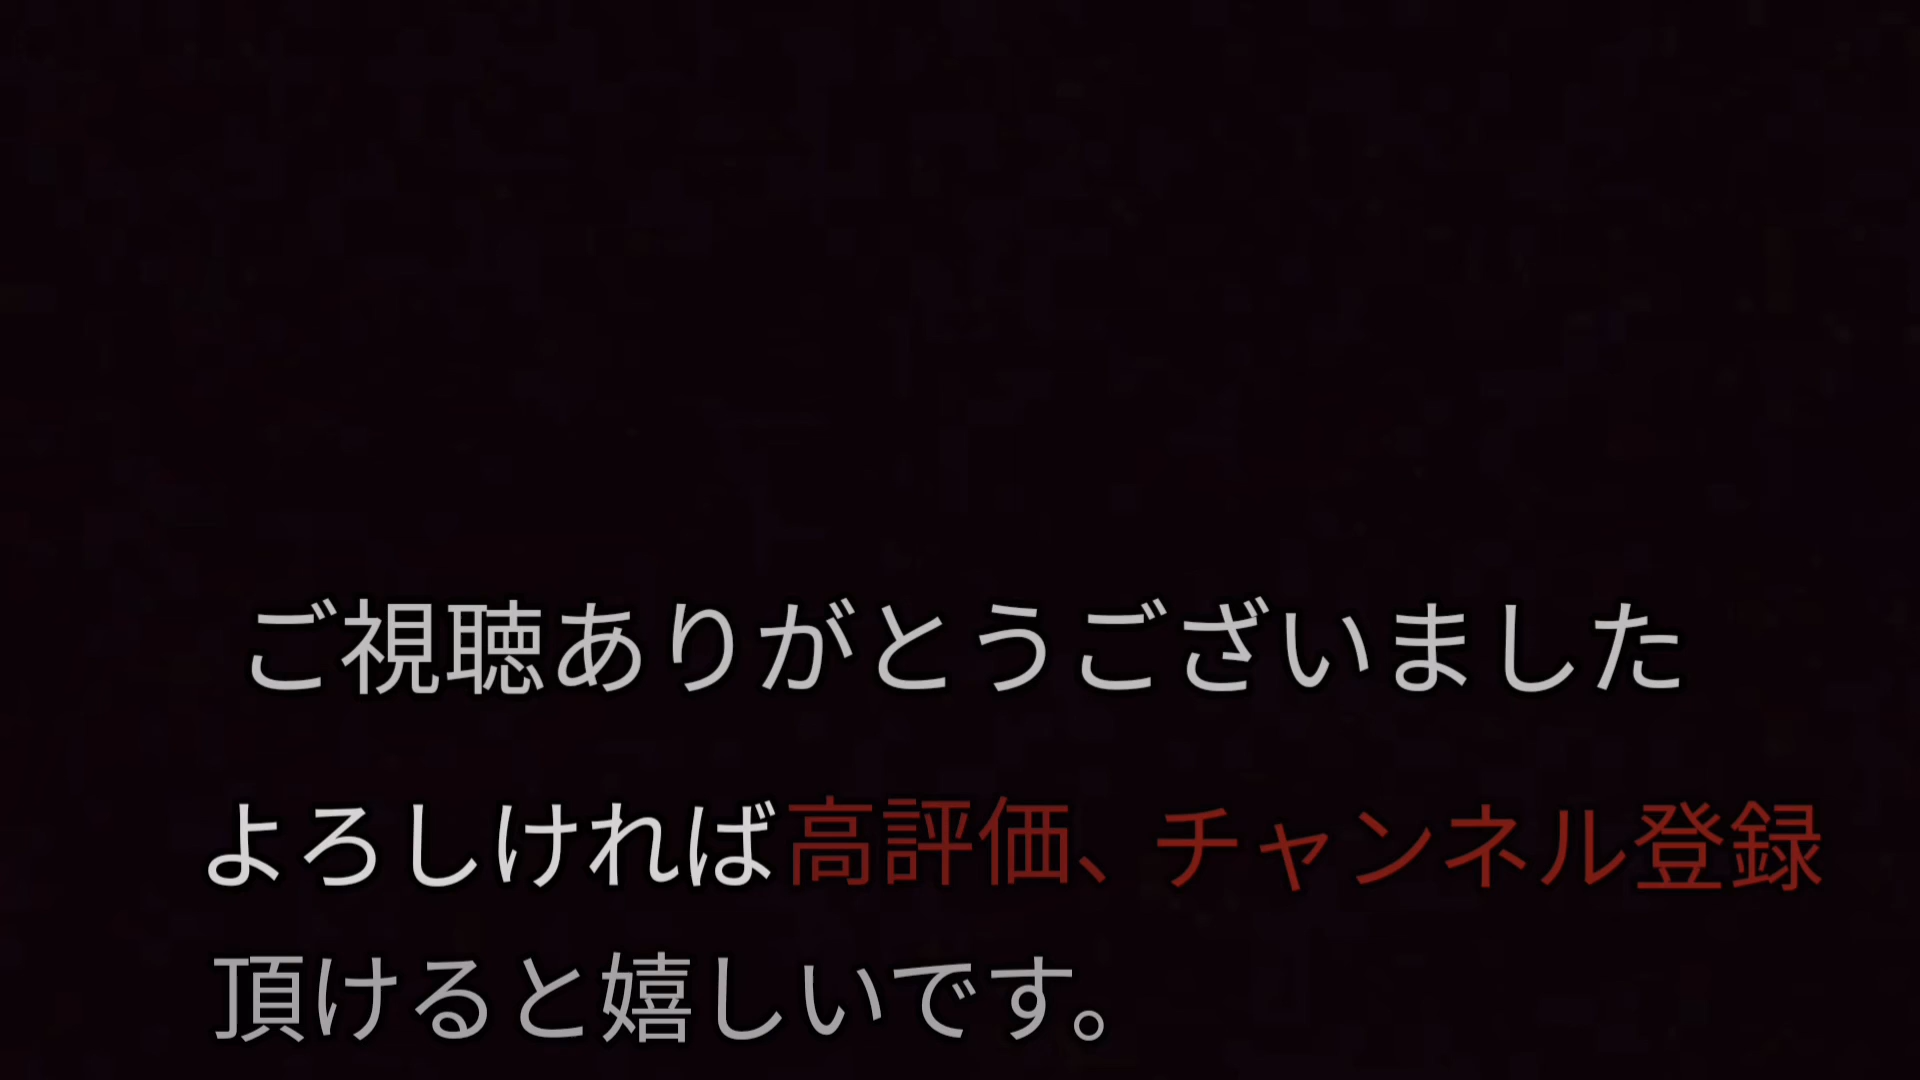 ご視聴ありがとうございました
よろしければ高評価、チャンネル登録
頂けると嬉しいです。